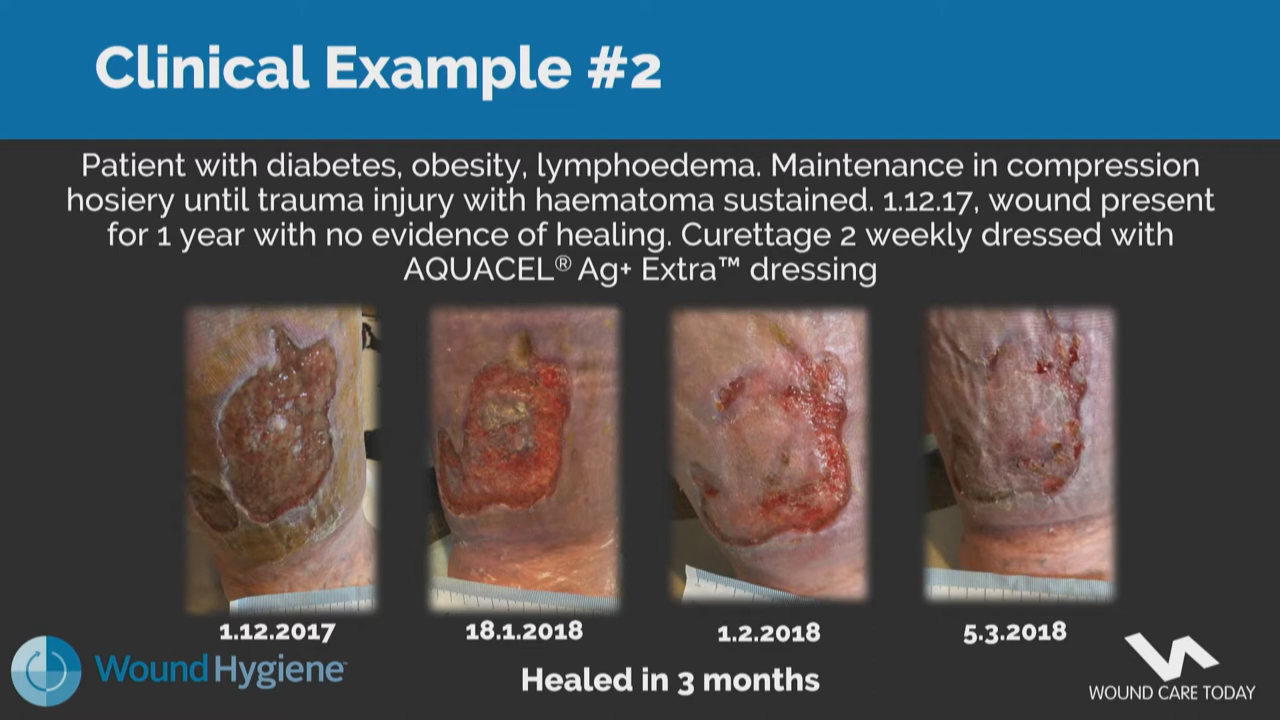 Clinical Example #2
Patient with diabetes, obesity, lymphoedema. Maintenance in compression
hosiery until trauma injury with haematoma sustained. 1.12.17, wound present
for 1 year with no evidence of healing. Curettage 2 weekly dressed with
AQUACEL® Ag+ Extra™ dressing
1.12.2017
18.1.2018
1.2.2018
5.3.2018
WoundHygiene™
Healed in 3 months
WOUND CARE TODAY